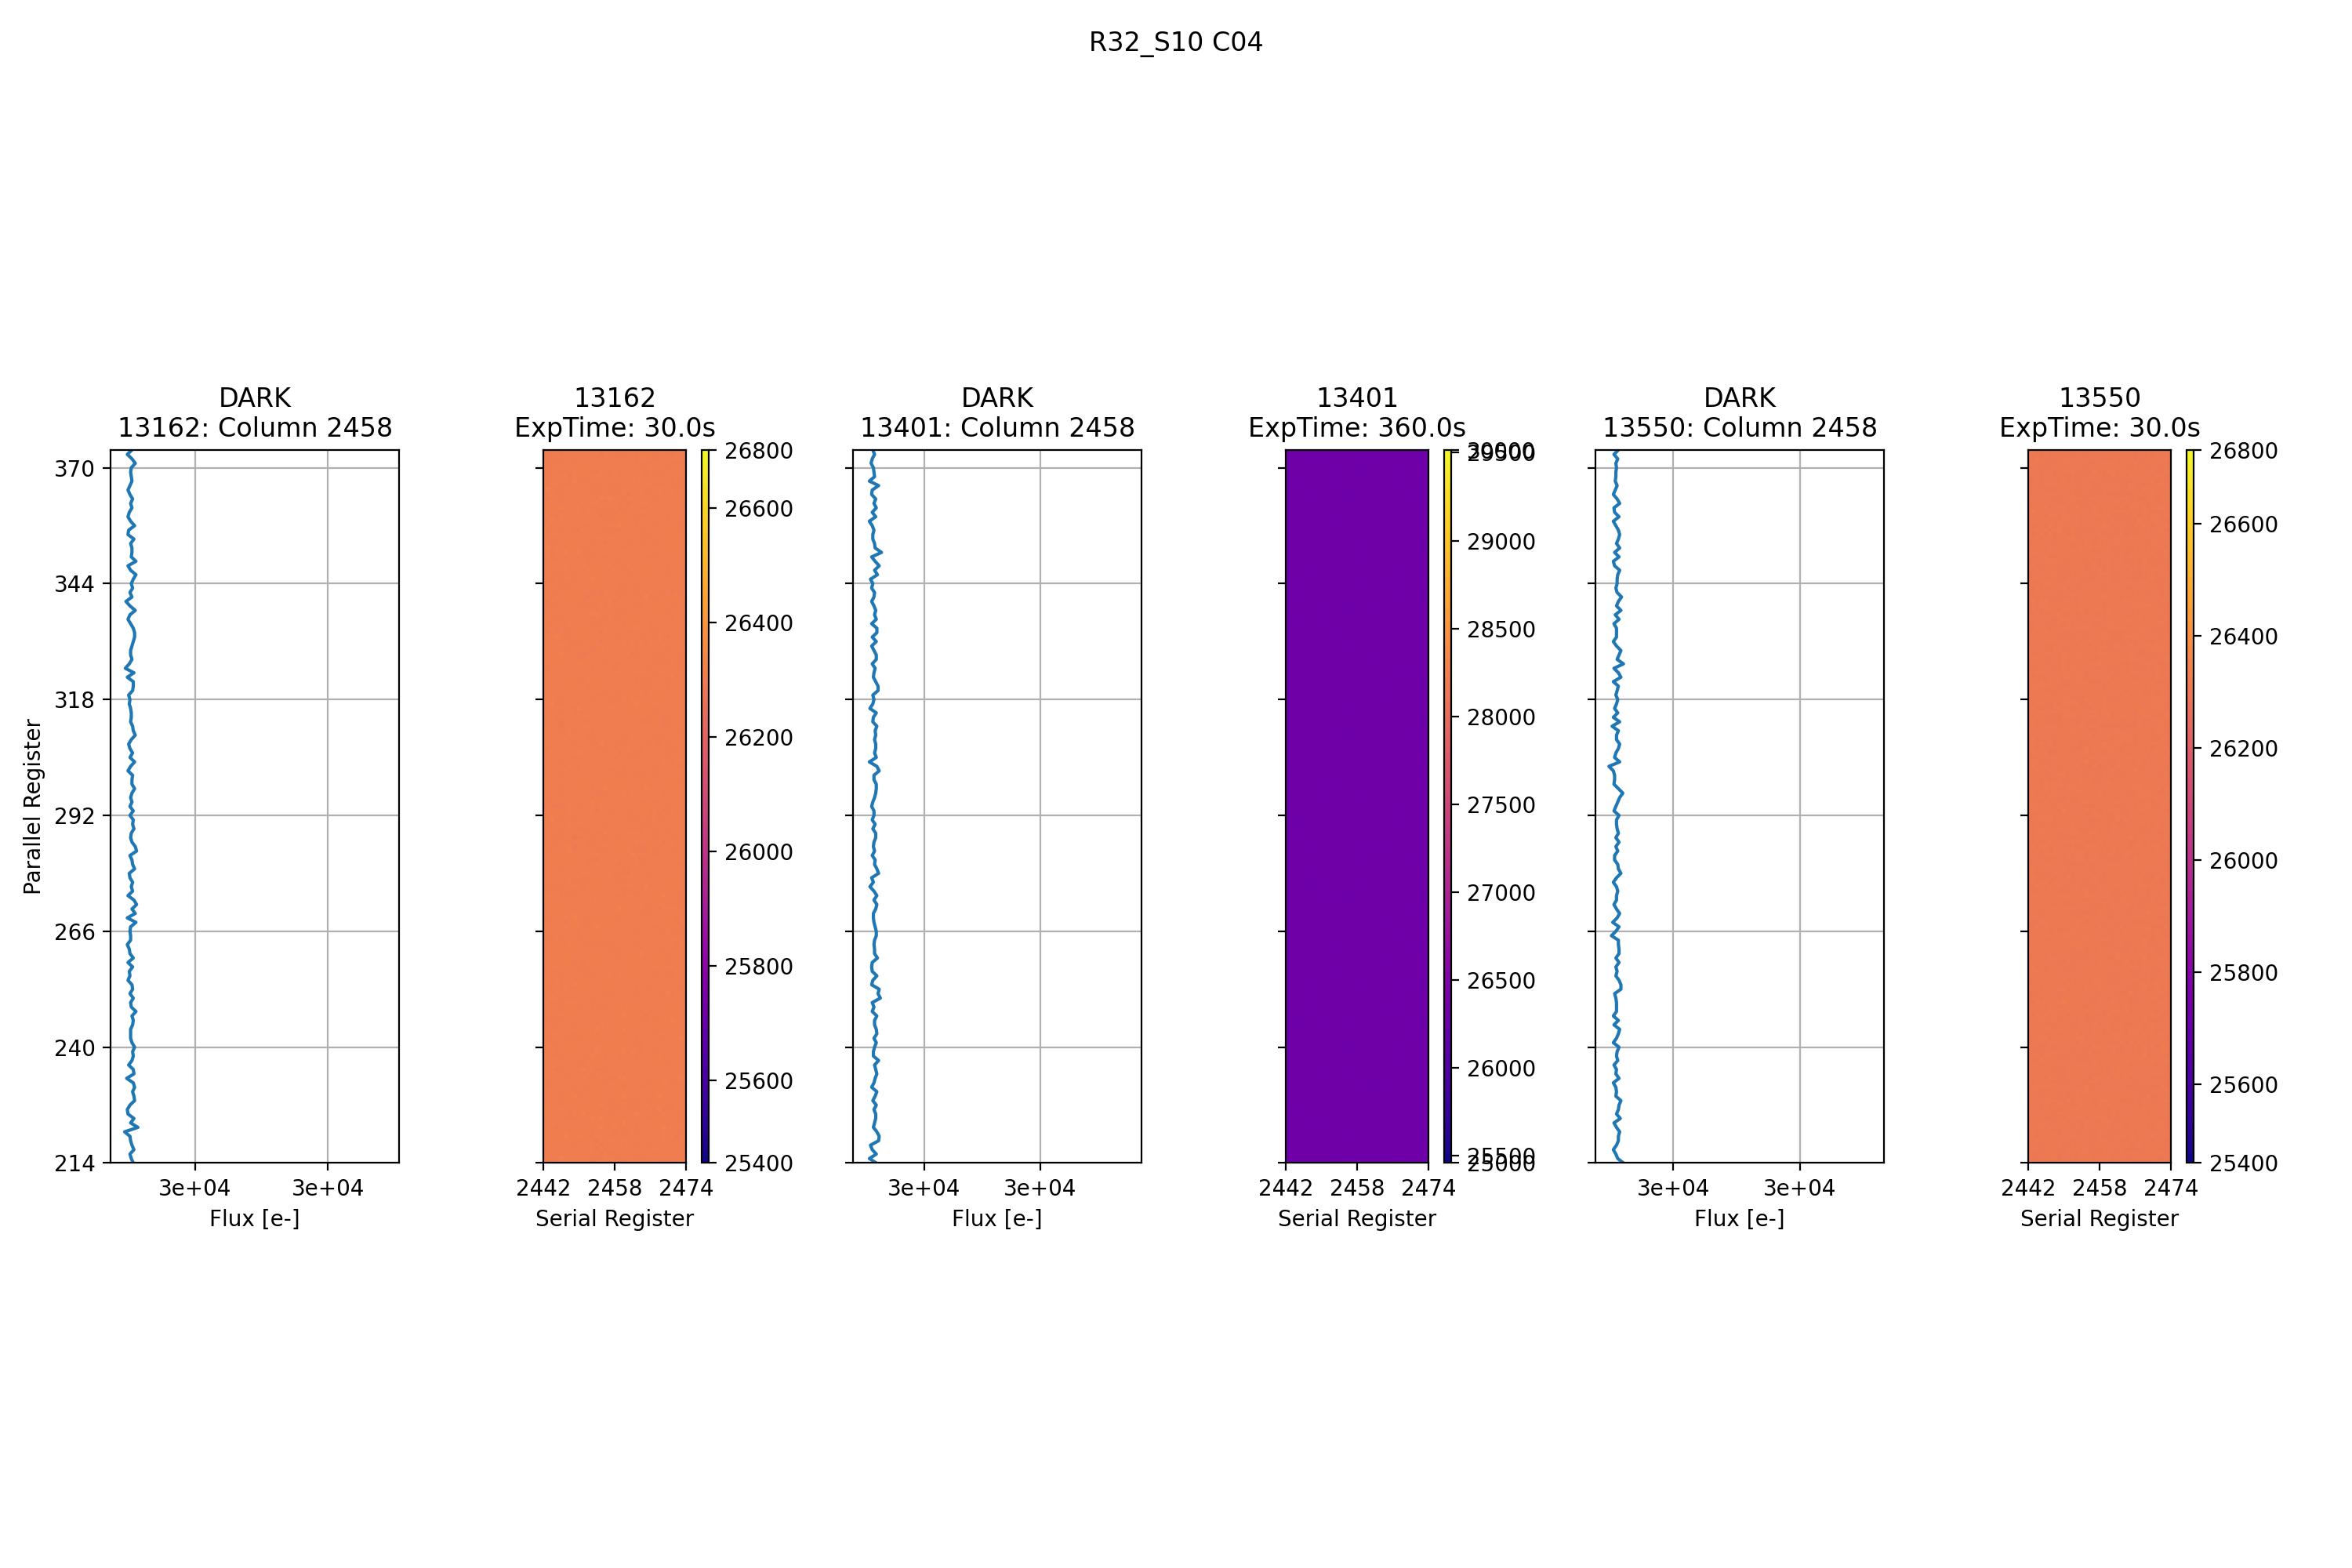 R32_S10 C04
DARK
13162: Column 2458
13162
ExpTime: 30.0s
DARK
13401: Column 2458
13401
ExpTime: 360.0s
DARK
13550: Column 2458
13550
ExpTime: 30.0s
Parallel Register
370
344
318
292
266
240
214
3e+04 3e+04
Flux [e-]
2442 2458 2474
Serial Register
26800
26600
26400
26200
26000
25800
25600
25400
3e+04 3e+04
Flux [e-]
2442 2458 2474
Serial Register
29500
29000
28500
28000
27500
27000
26500
26000
25500
3e+04 3e+04
Flux [e-]
2442 2458 2474
Serial Register
26800
26600
26400
26200
26000
25800
25600
25400